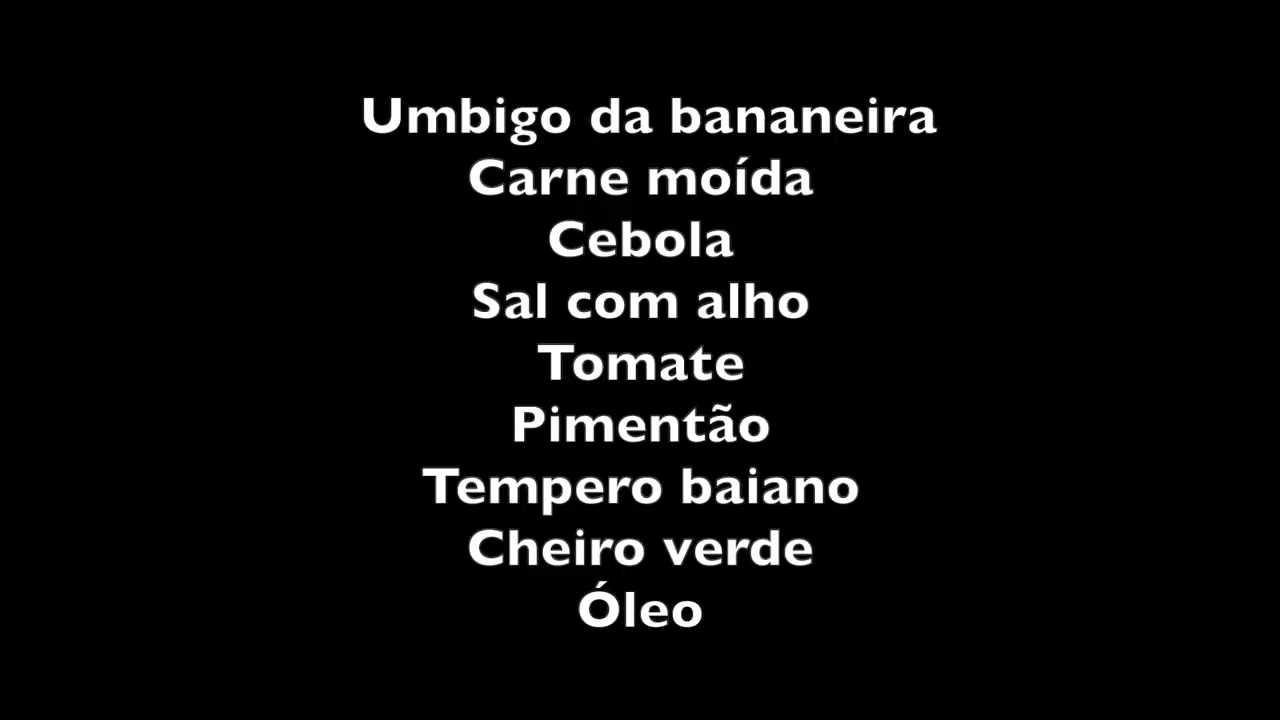 Umbigo da bananeira
Carne moída
Cebola
Sal com alho
Tomate
Pimentão
Tempero baiano
Cheiro verde
Óleo